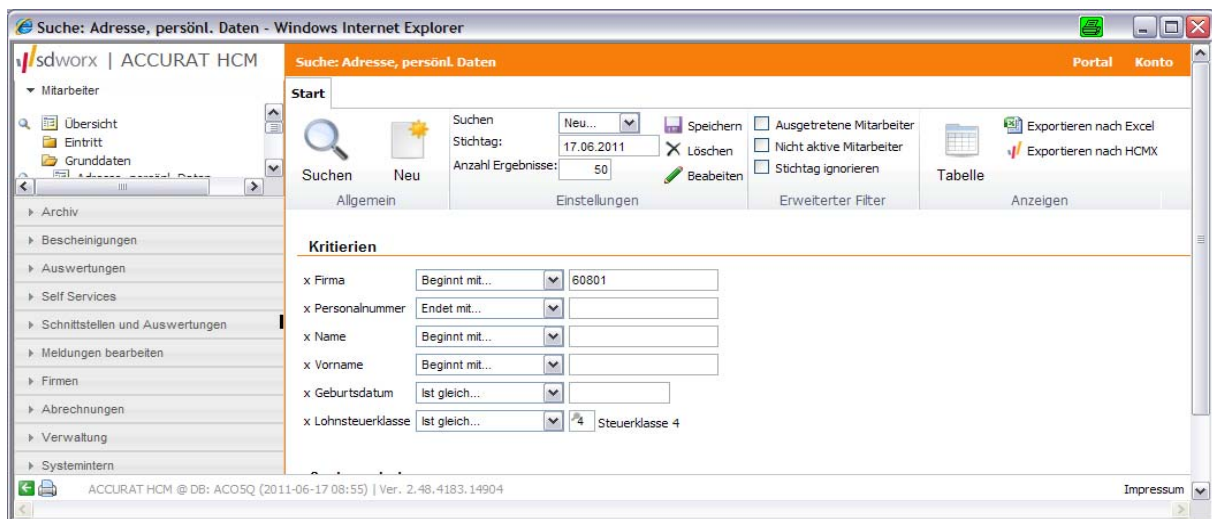 Suche: Adresse, persönl. Daten - Windows Internet Explorer
sdworx | ACCURAT HCM
Suche: Adresse, persönl. Daten
Portal Konto
Mitarbeiter
Übersicht
Eintritt
Grunddaten
Adresse, persönl. Daten
Archiv
Bescheinigungen
Auswertungen
Self Services
Schnittstellen und Auswertungen
Meldungen bearbeiten
Firmen
Abrechnungen
Verwaltung
Systemintern
Start
Suchen
Neu
Allgemein
Suchen Neu...
Stichtag: 17.06.2011
Anzahl Ergebnisse: 50
Speichern
Löschen
Beabeiten
Einstellungen
Ausgetretene Mitarbeiter
Nicht aktive Mitarbeiter
Stichtag ignorieren
Erweiterter Filter
Tabelle
Exportieren nach Excel
Exportieren nach HCMX
Anzeigen
Kritierien
x Firma Beginnt mit... 60801
x Personalnummer Endet mit...
x Name Beginnt mit...
x Vorname Beginnt mit...
x Geburtsdatum Ist gleich...
x Lohnsteuerklasse Ist gleich... 4 Steuerklasse 4
ACCURAT HCM @ DB: ACO5Q (2011-06-17 08:55) | Ver. 2.48.4183.14904
Impressum